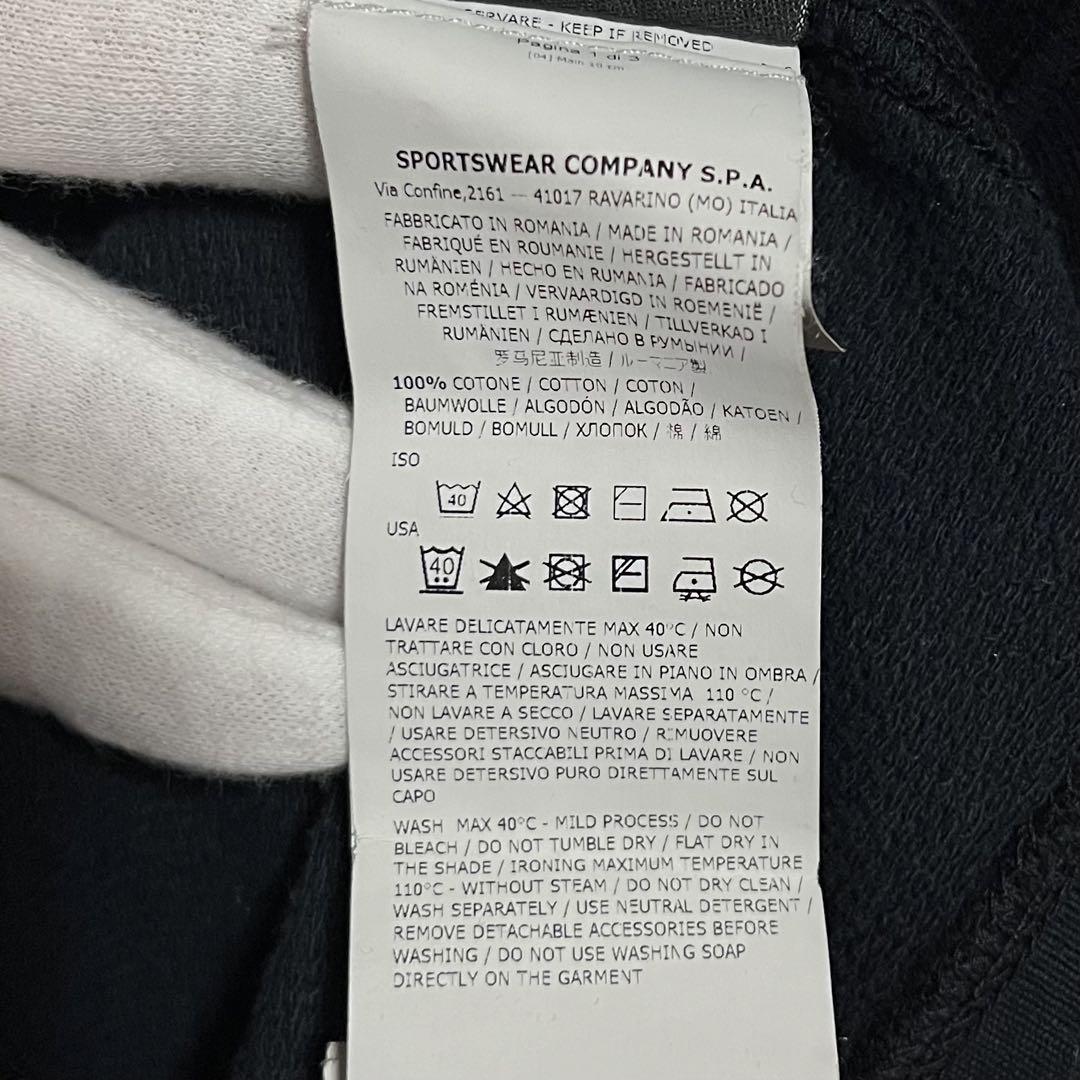 SERVARE - KEEP IF REMOVED
Pagina 1 di 3
SPORTSWEAR COMPANY S.P.A.
Via Confine,2161 — 41017 RAVARINO (MO) ITALIA
FABBRICATO IN ROMANIA / MADE IN ROMANIA /
FABRIQUÉ EN ROUMANIE / HERGESTELLT IN
RUMÄNIEN / HECHO EN RUMANIA / FABRICADO
NA ROMÉNIA / VERVAARDIGD IN ROEMENIË /
FREMSTILLET I RUMÆNIEN / TILLVERKAD I
RUMÄNIEN / СДЕЛАНО В РУМЫНИИ /
罗马尼亚制造 / ルーマニア製
100% COTONE / COTTON / COTON /
BAUMWOLLE / ALGODÓN / ALGODÃO / KATOEN /
BOMULD / BOMULL / ХЛОПОК / 棉 / 綿
ISO
40
USA
40
LAVARE DELICATAMENTE MAX 40°C / NON
TRATTARE CON CLORO / NON USARE
ASCIUGATRICE / ASCIUGARE IN PIANO IN OMBRA /
STIRARE A TEMPERATURA MASSIMA 110 °C /
NON LAVARE A SECCO / LAVARE SEPARATAMENTE
/ USARE DETERSIVO NEUTRO / RIMUOVERE
ACCESSORI STACCABILI PRIMA DI LAVARE / NON
USARE DETERSIVO PURO DIRETTAMENTE SUL
CAPO
WASH MAX 40°C - MILD PROCESS / DO NOT
BLEACH / DO NOT TUMBLE DRY / FLAT DRY IN
THE SHADE / IRONING MAXIMUM TEMPERATURE
110°C - WITHOUT STEAM / DO NOT DRY CLEAN /
WASH SEPARATELY / USE NEUTRAL DETERGENT /
REMOVE DETACHABLE ACCESSORIES BEFORE
WASHING / DO NOT USE WASHING SOAP
DIRECTLY ON THE GARMENT